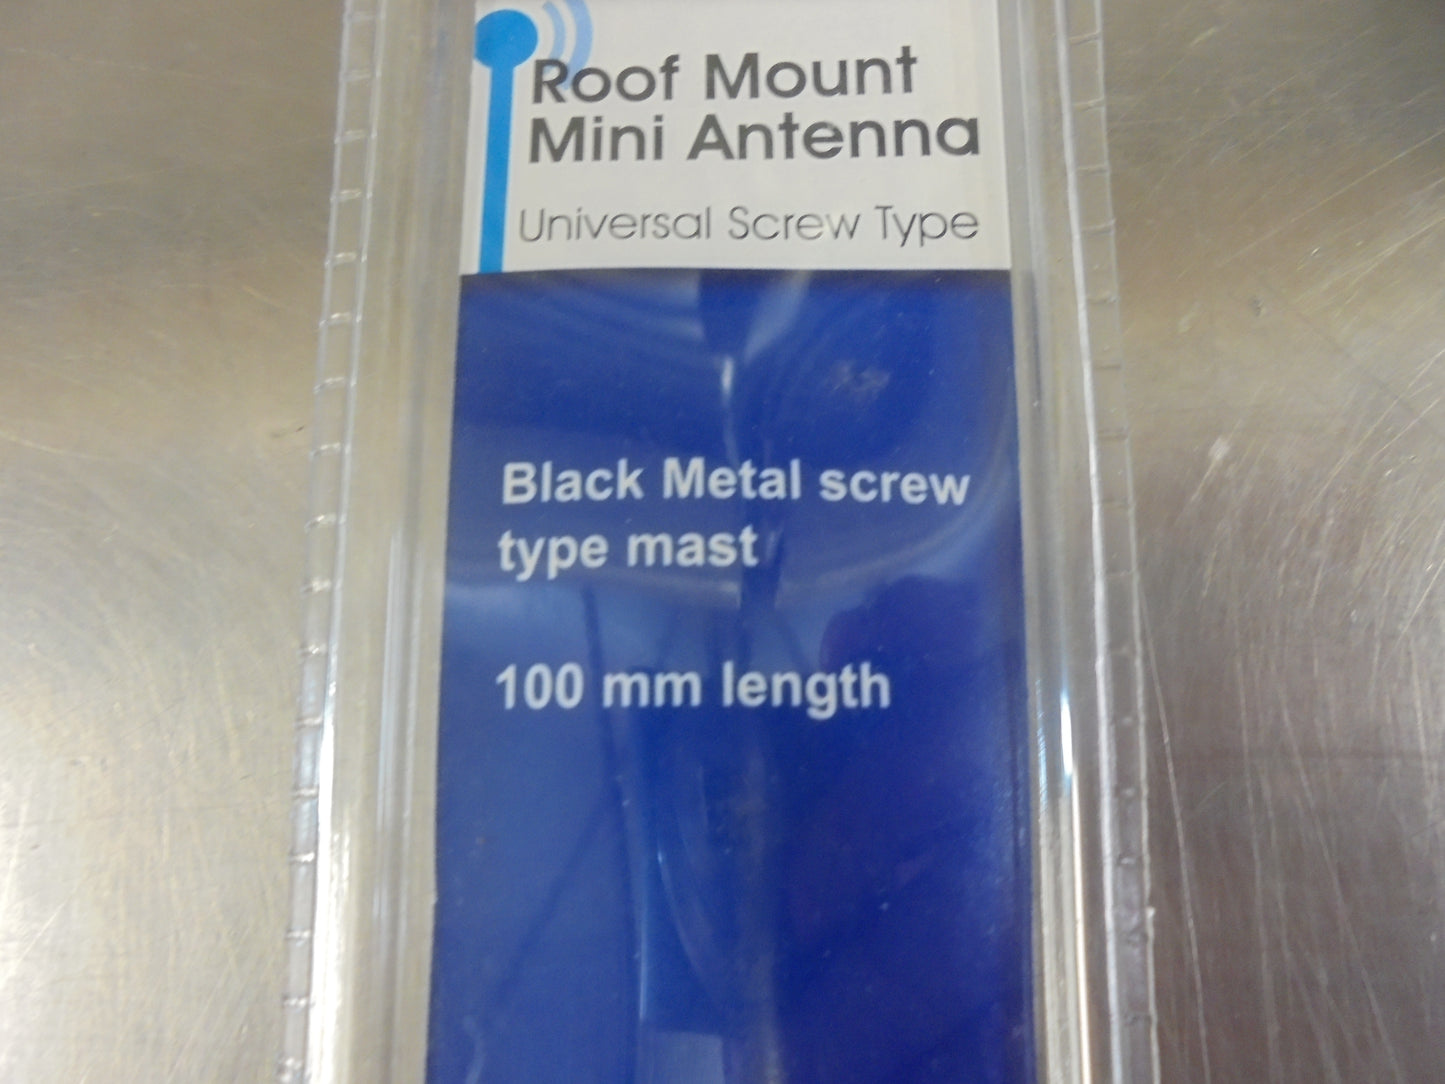 Roof Mount
Mini Antenna
Universal Screw Type
Black Metal screw
type mast
100 mm length